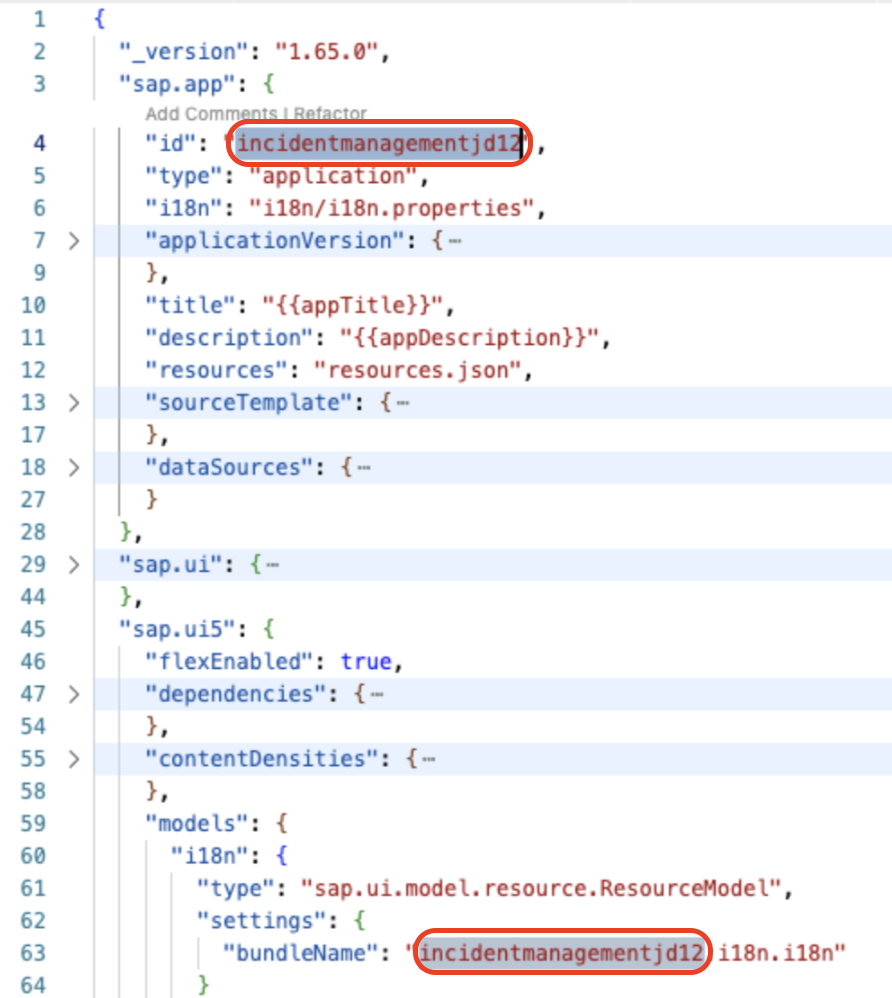 1 {
2 "_version": "1.65.0",
3 "sap.app": {
Add Comments | Refactor
4 "id": "incidentmanagementjd12",
5 "type": "application",
6 "i18n": "i18n/i18n.properties",
7 > "applicationVersion": { ⋯
9 },
10 "title": "{{appTitle}}",
11 "description": "{{appDescription}}",
12 "resources": "resources.json",
13 > "sourceTemplate": { ⋯
17 },
18 > "dataSources": { ⋯
27 }
28 },
29 > "sap.ui": { ⋯
44 },
45 "sap.ui5": {
46 "flexEnabled": true,
47 > "dependencies": { ⋯
54 },
55 > "contentDensities": { ⋯
58 },
59 "models": {
60 "i18n": {
61 "type": "sap.ui.model.resource.ResourceModel",
62 "settings": {
63 "bundleName": "incidentmanagementjd12.i18n.i18n"
64 }